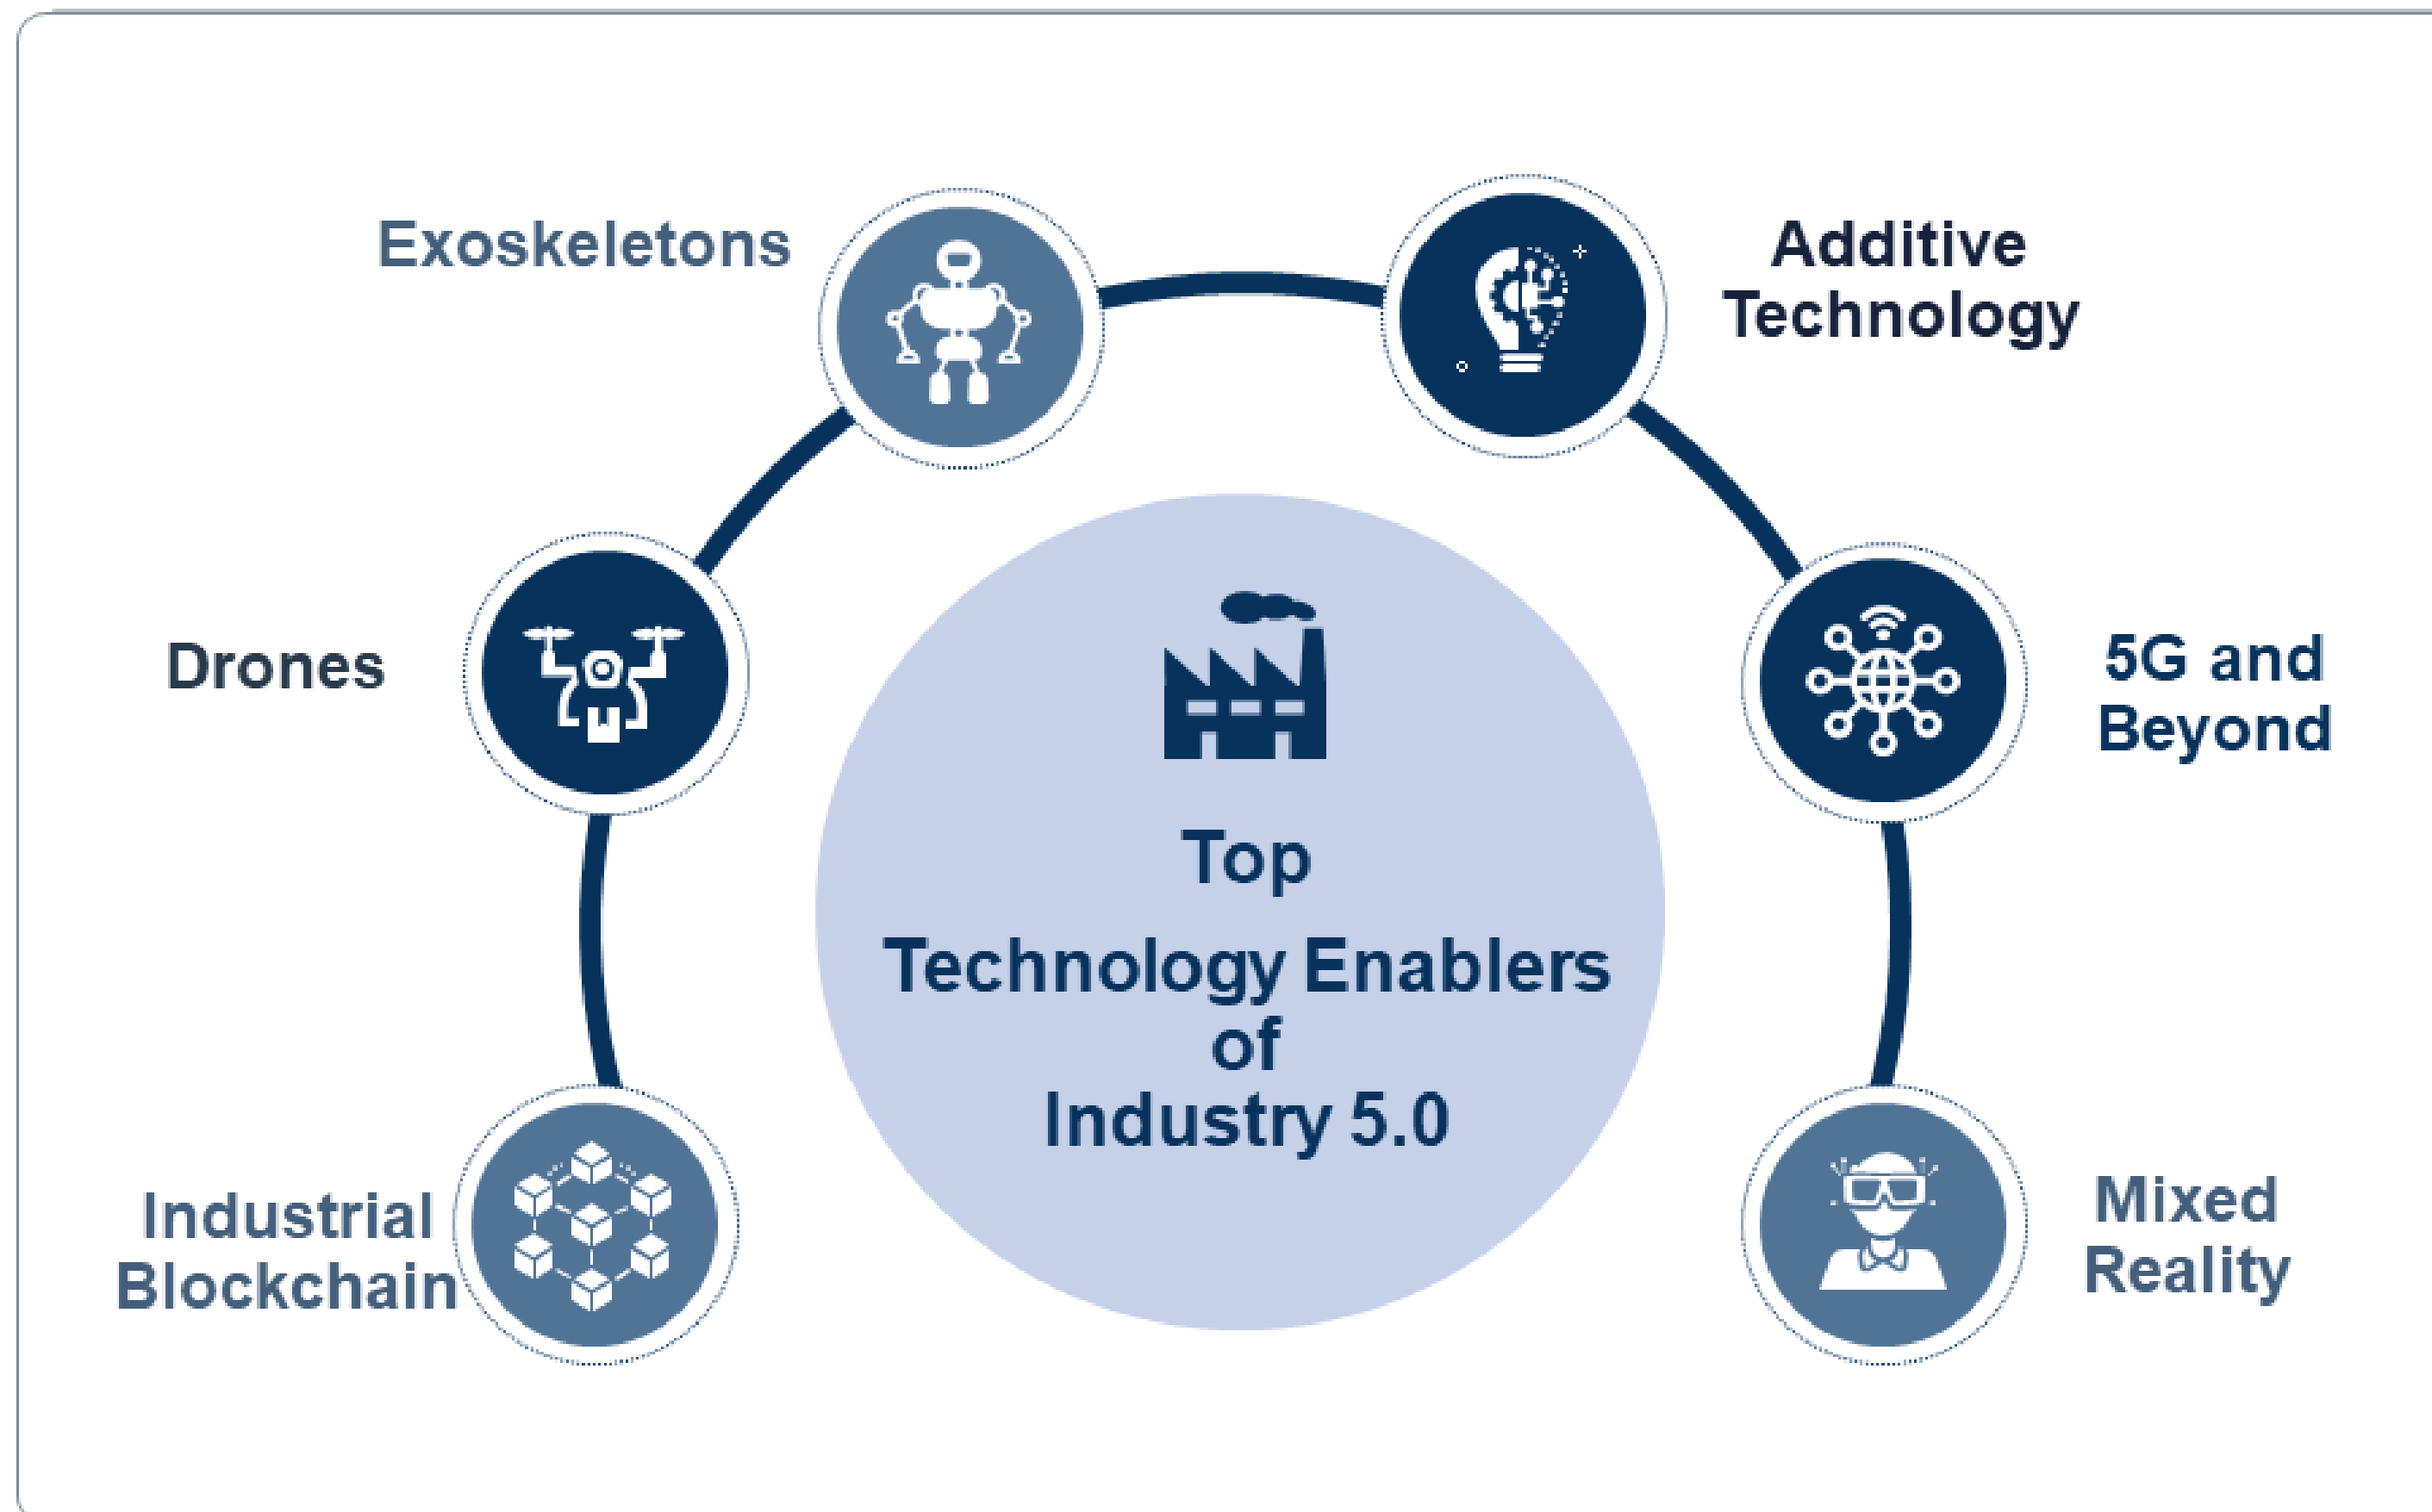 Exoskeletons
Additive
Technology
Drones
5G and
Beyond
Top
Technology Enablers
of
Industry 5.0
Industrial
Blockchain
Mixed
Reality